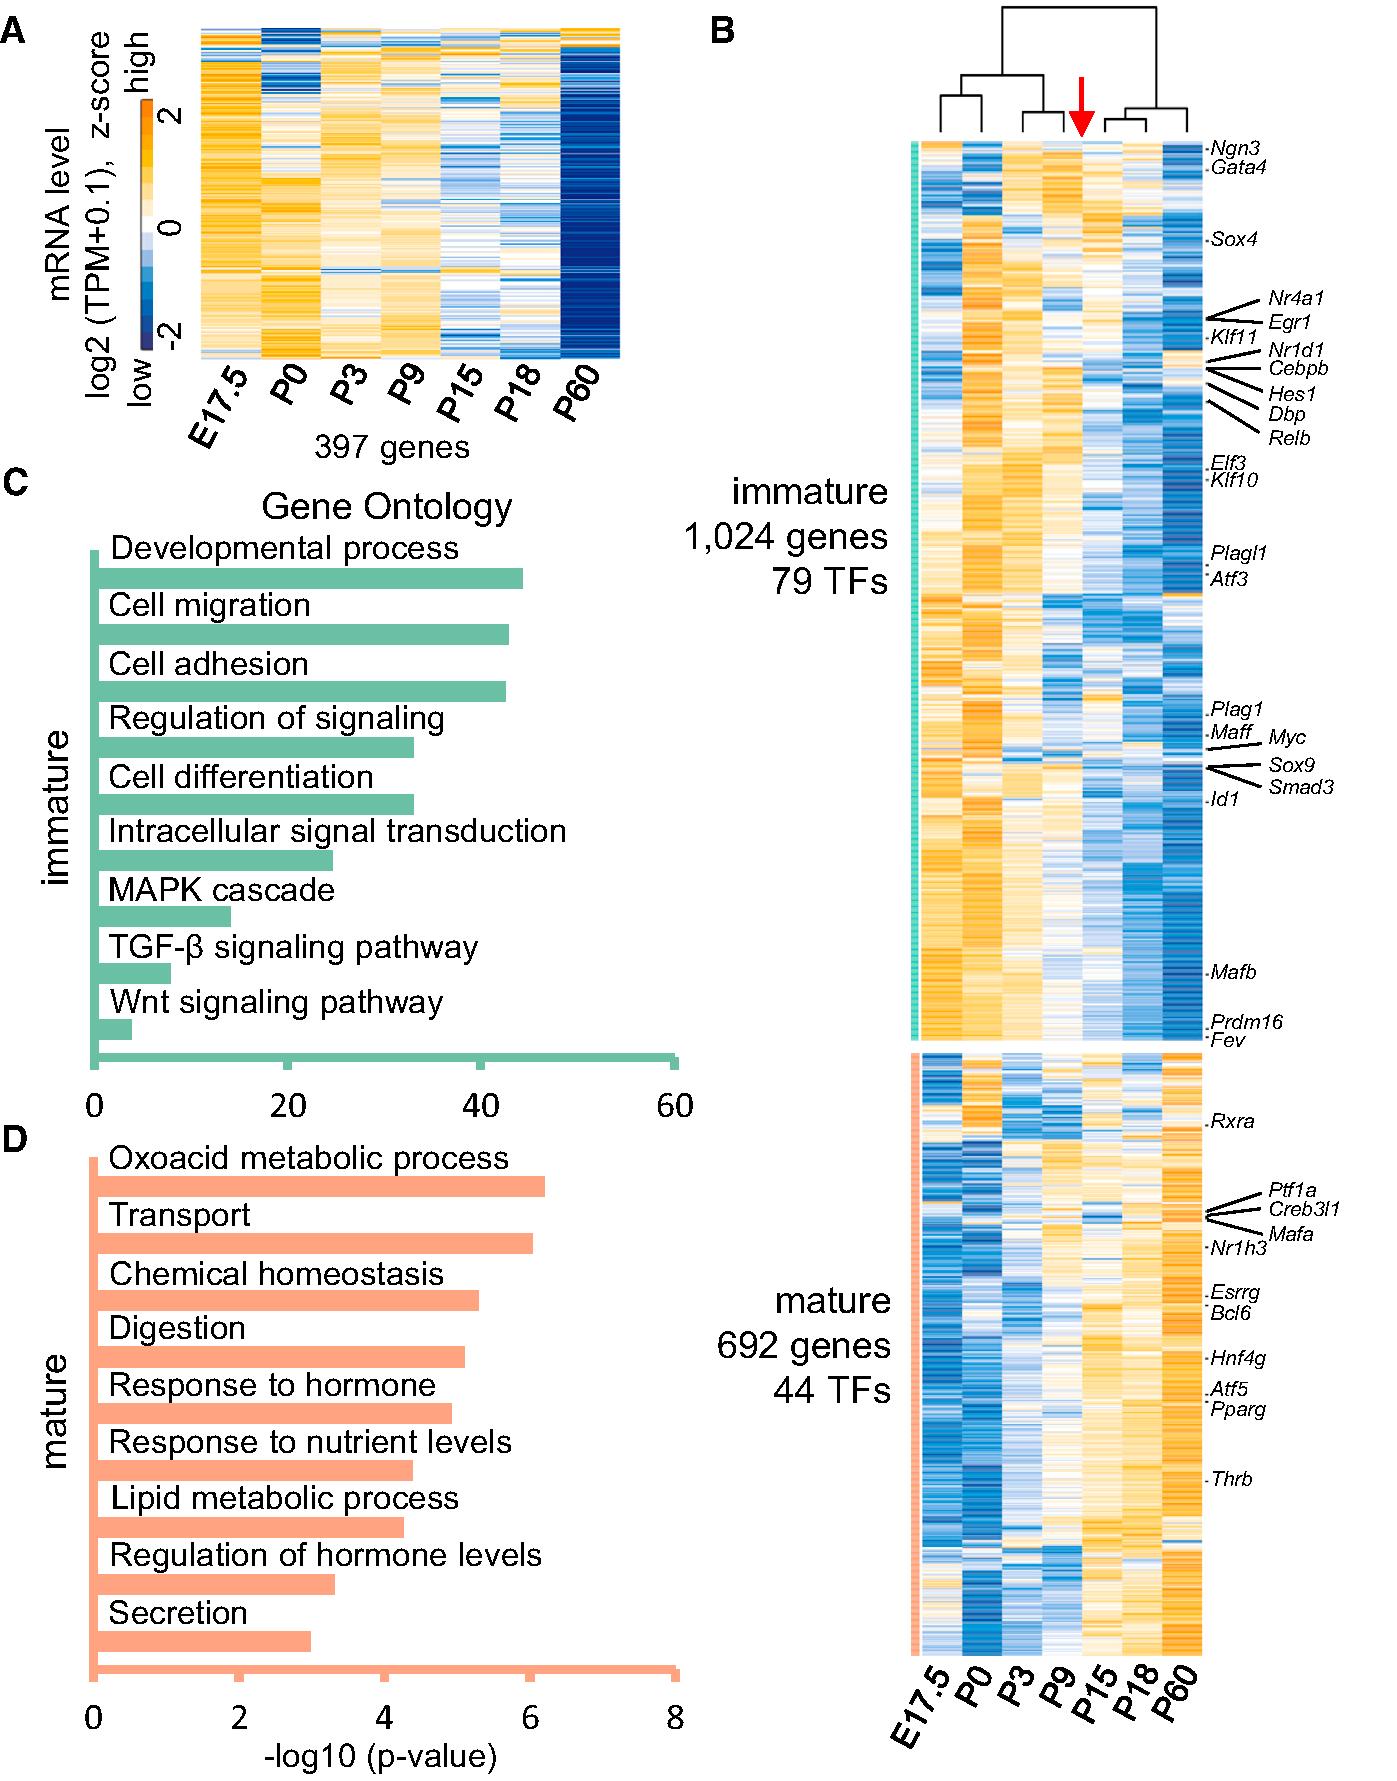 A
mRNA level
log2 (TPM+0.1), z-score
low
high
2
0
-2
E17.5
P0
P3
P9
P15
P18
P60
397 genes
B
immature
1,024 genes
79 TFs
Ngn3
Gata4
Sox4
Nr4a1
Egr1
Klf11
Nr1d1
Cebpb
Hes1
Dbp
Relb
Elf3
Klf10
Plagl1
Atf3
Plag1
Maff
Myc
Sox9
Smad3
Id1
Mafb
Prdm16
Fev
mature
692 genes
44 TFs
Rxra
Ptf1a
Creb3l1
Mafa
Nr1h3
Esrrg
Bcl6
Hnf4g
Atf5
Pparg
Thrb
E17.5
P0
P3
P9
P15
P18
P60
C
Gene Ontology
immature
Developmental process
Cell migration
Cell adhesion
Regulation of signaling
Cell differentiation
Intracellular signal transduction
MAPK cascade
TGF-β signaling pathway
Wnt signaling pathway
0
20
40
60
D
mature
Oxoacid metabolic process
Transport
Chemical homeostasis
Digestion
Response to hormone
Response to nutrient levels
Lipid metabolic process
Regulation of hormone levels
Secretion
0
2
4
6
8
-log10 (p-value)